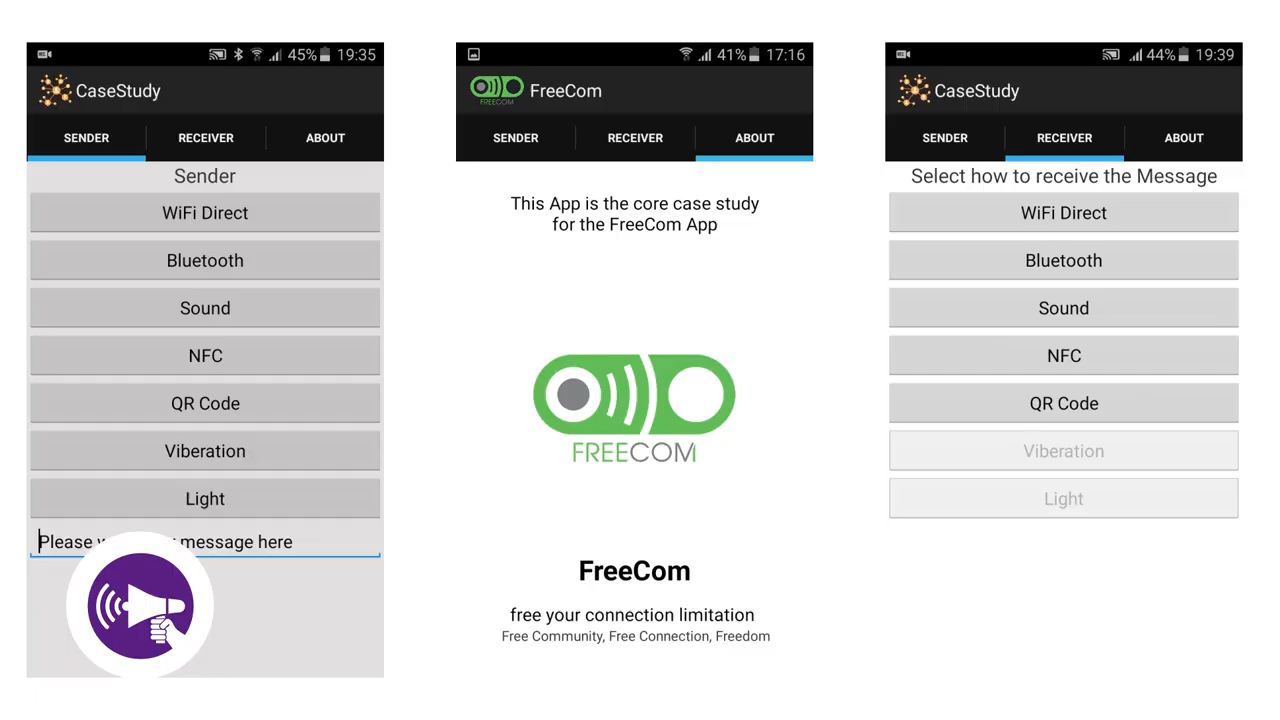 45% 19:35
CaseStudy
SENDER RECEIVER ABOUT
Sender
WiFi Direct
Bluetooth
Sound
NFC
QR Code
Viberation
Light
Please message here
41% 17:16
FREECOM
FreeCom
SENDER RECEIVER ABOUT
This App is the core case study
for the FreeCom App
FREECOM
FreeCom
free your connection limitation
Free Community, Free Connection, Freedom
44% 19:39
CaseStudy
SENDER RECEIVER ABOUT
Select how to receive the Message
WiFi Direct
Bluetooth
Sound
NFC
QR Code
Viberation
Light